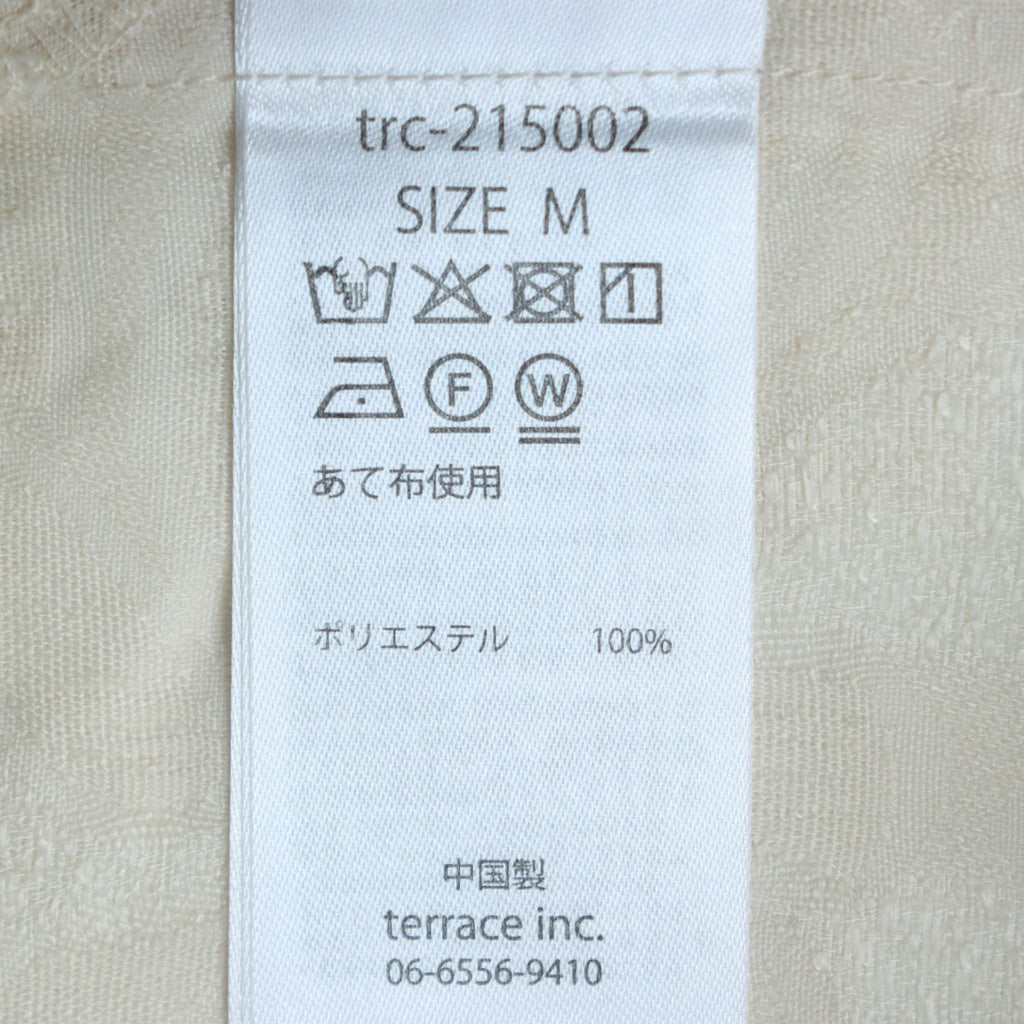 trc-215002
SIZE M
F W
あて布使用
ポリエステル 100%
中国製
terrace inc.
06-6556-9410